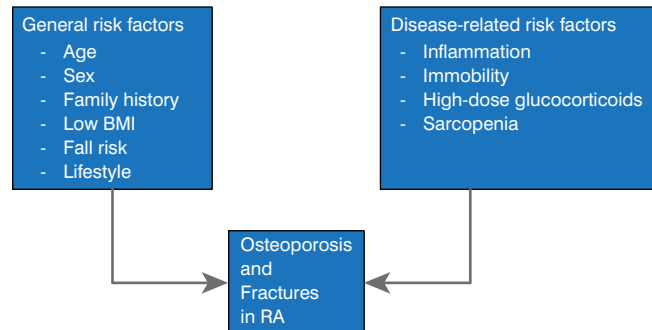 General risk factors
- Age
- Sex
- Family history
- Low BMI
- Fall risk
- Lifestyle
Disease-related risk factors
- Inflammation
- Immobility
- High-dose glucocorticoids
- Sarcopenia
Osteoporosis
and
Fractures
in RA